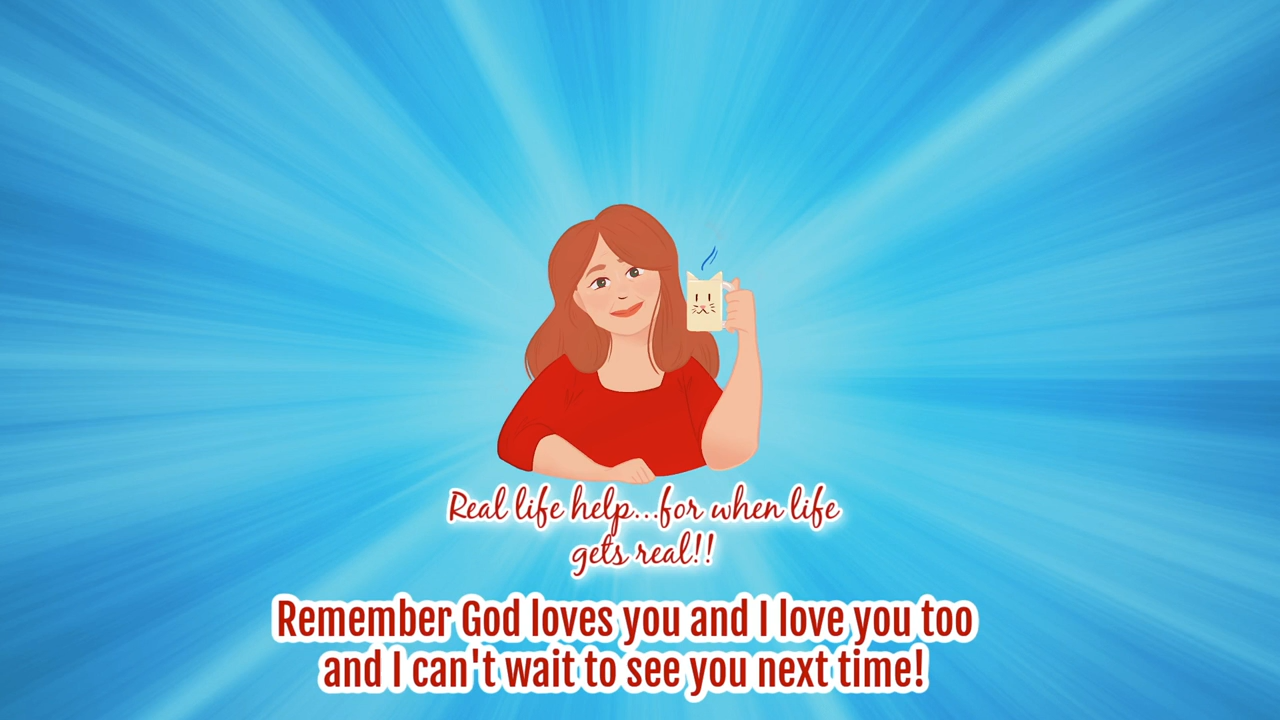 Real life help...for when life
gets real!!
Remember God loves you and I love you too
and I can't wait to see you next time!